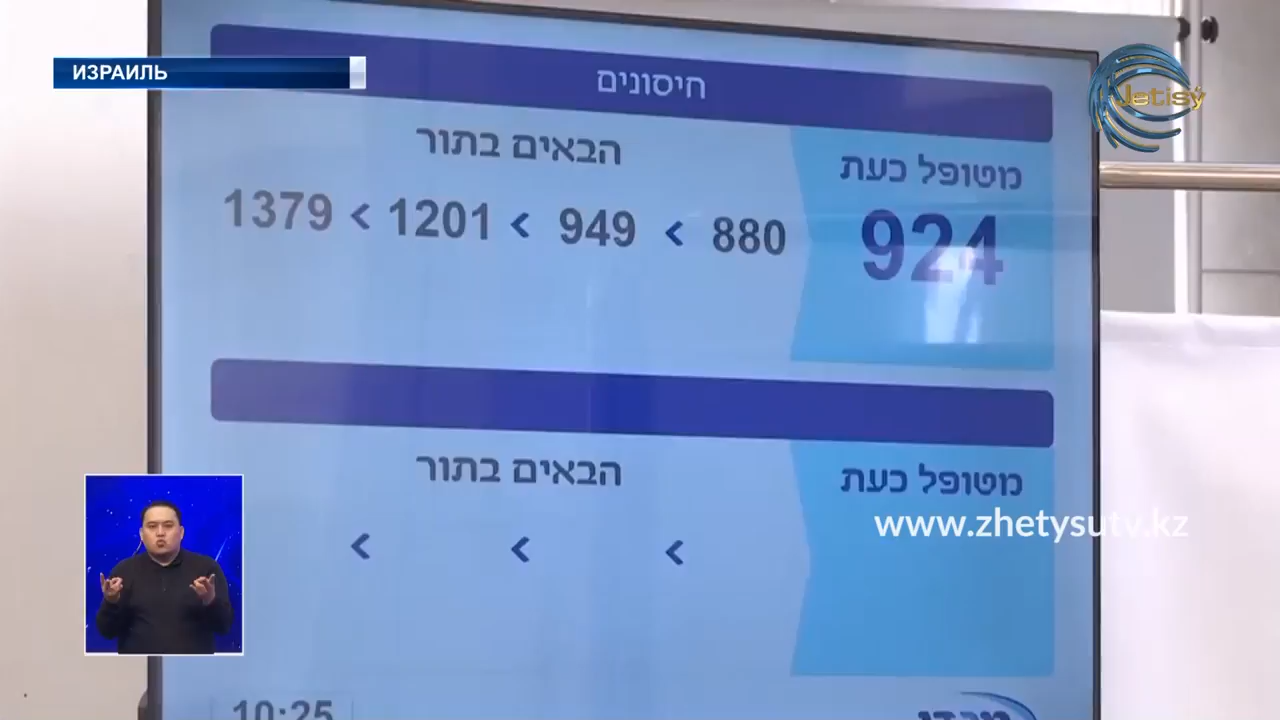 ИЗРАИЛЬ
Jetisý
חיסונים
מטופל כעת
הבאים בתור
924
880 > 949 > 1201 > 1379
הבאים בתור
מטופל כעת
www.zhetysutv.kz
10:25